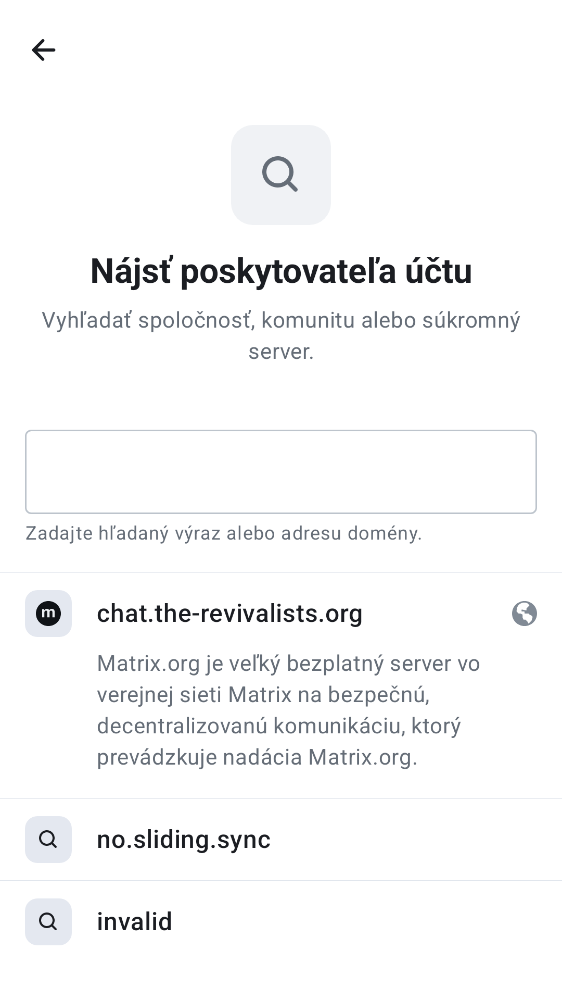 Nájsť poskytovateľa účtu
Vyhľadať spoločnosť, komunitu alebo súkromný
server.
Zadajte hľadaný výraz alebo adresu domény.
m
chat.the-revivalists.org
Matrix.org je veľký bezplatný server vo
verejnej sieti Matrix na bezpečnú,
decentralizovanú komunikáciu, ktorý
prevádzkuje nadácia Matrix.org.
no.sliding.sync
invalid